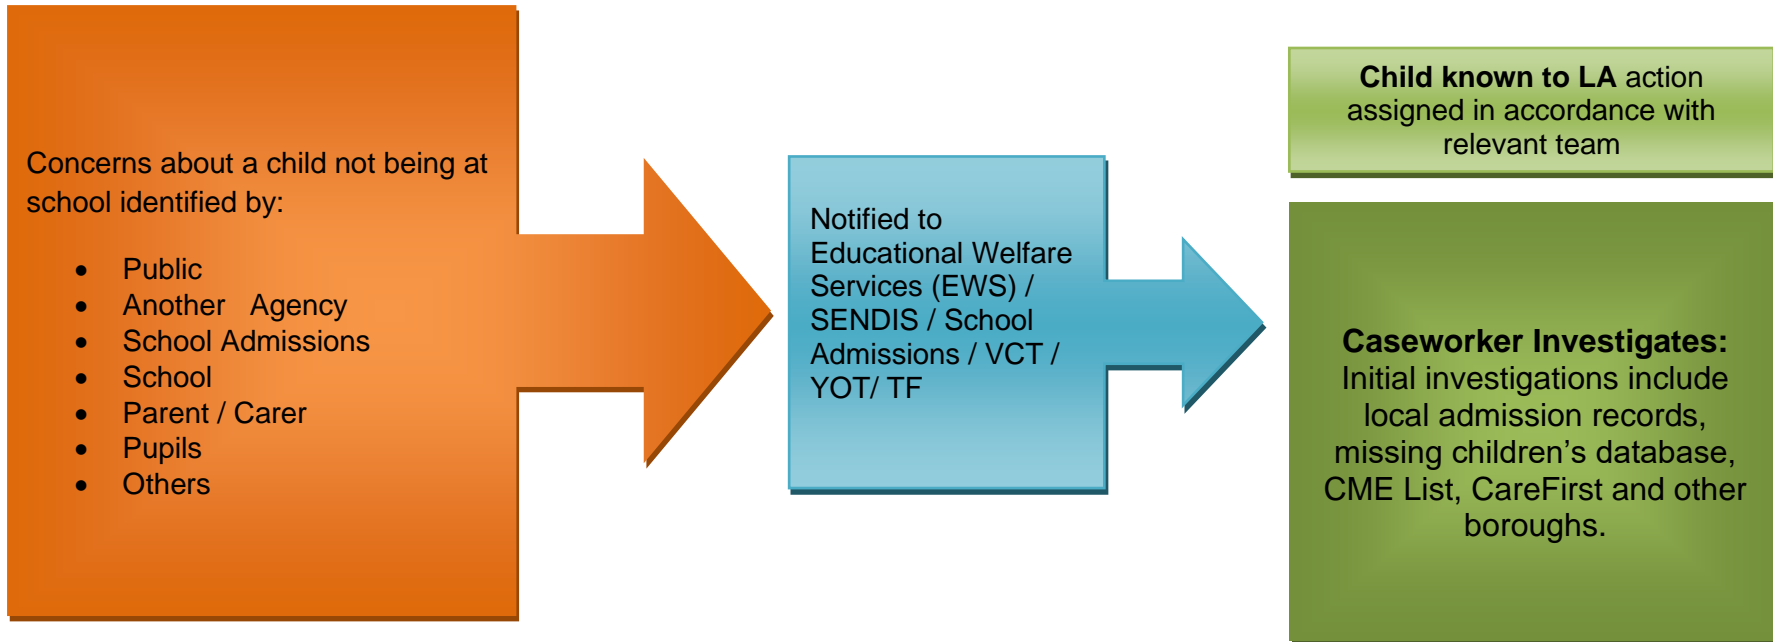 Concerns about a child not being at
school identified by:
• Public
• Another Agency
• School Admissions
• School
• Parent / Carer
• Pupils
• Others
Notified to
Educational Welfare
Services (EWS) /
SENDIS / School
Admissions / VCT /
YOT/ TF
Child known to LA action
assigned in accordance with
relevant team
Caseworker Investigates:
Initial investigations include
local admission records,
missing children’s database,
CME List, CareFirst and other
boroughs.